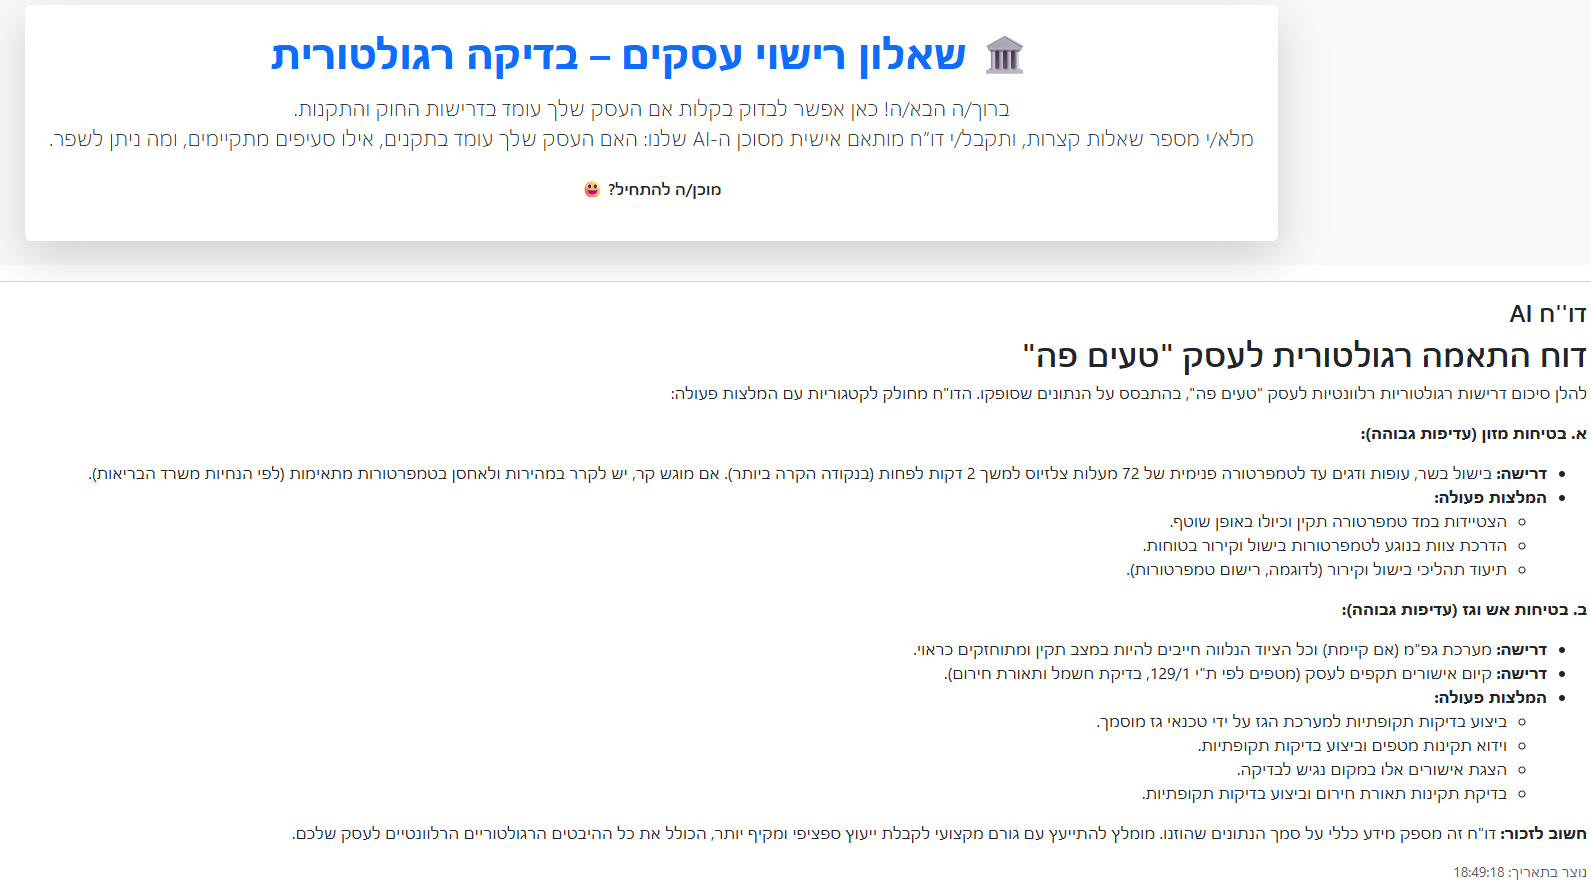 🏛️ שאלון רישוי עסקים – בדיקה רגולטורית
ברוך/ה הבא/ה! כאן אפשר לבדוק בקלות אם העסק שלך עומד בדרישות החוק והתקנות.
מלא/י מספר שאלות קצרות, ותקבל/י דו״ח מותאם אישית מסוכן ה-AI שלנו: האם העסק שלך עומד בתקנים, אילו סעיפים מתקיימים, ומה ניתן לשפר.
מוכן/ה להתחיל? 😃
דו''ח AI
דוח התאמה רגולטורית לעסק "טעים פה"
להלן סיכום דרישות רגולטוריות רלוונטיות לעסק "טעים פה", בהתבסס על הנתונים שסופקו. הדו"ח מחולק לקטגוריות עם המלצות פעולה:
א. בטיחות מזון (עדיפות גבוהה):
• דרישה: בישול בשר, עופות ודגים עד לטמפרטורה פנימית של 72 מעלות צלזיוס למשך 2 דקות לפחות (בנקודה הקרה ביותר). אם מוגש קר, יש לקרר במהירות ולאחסן בטמפרטורות מתאימות (לפי הנחיות משרד הבריאות).
• המלצות פעולה:
◦ הצטיידות במד טמפרטורה תקין וכיולו באופן שוטף.
◦ הדרכת צוות בנוגע לטמפרטורות בישול וקירור בטוחות.
◦ תיעוד תהליכי בישול וקירור (לדוגמה, רישום טמפרטורות).
ב. בטיחות אש וגז (עדיפות גבוהה):
• דרישה: מערכת גפ"מ (אם קיימת) וכל הציוד הנלווה חייבים להיות במצב תקין ומתוחזקים כראוי.
• דרישה: קיום אישורים תקפים לעסק (מטפים לפי ת"י 129/1, בדיקת חשמל ותאורת חירום).
• המלצות פעולה:
◦ ביצוע בדיקות תקופתיות למערכת הגז על ידי טכנאי גז מוסמך.
◦ וידוא תקינות מטפים וביצוע בדיקות תקופתיות.
◦ הצגת אישורים אלו במקום נגיש לבדיקה.
◦ בדיקת תקינות תאורת חירום וביצוע בדיקות תקופתיות.
חשוב לזכור: דו"ח זה מספק מידע כללי על סמך הנתונים שהוזנו. מומלץ להתייעץ עם גורם מקצועי לקבלת ייעוץ ספציפי ומקיף יותר, הכולל את כל ההיבטים הרגולטוריים הרלוונטיים לעסק שלכם.
נוצר בתאריך: 18:49:18